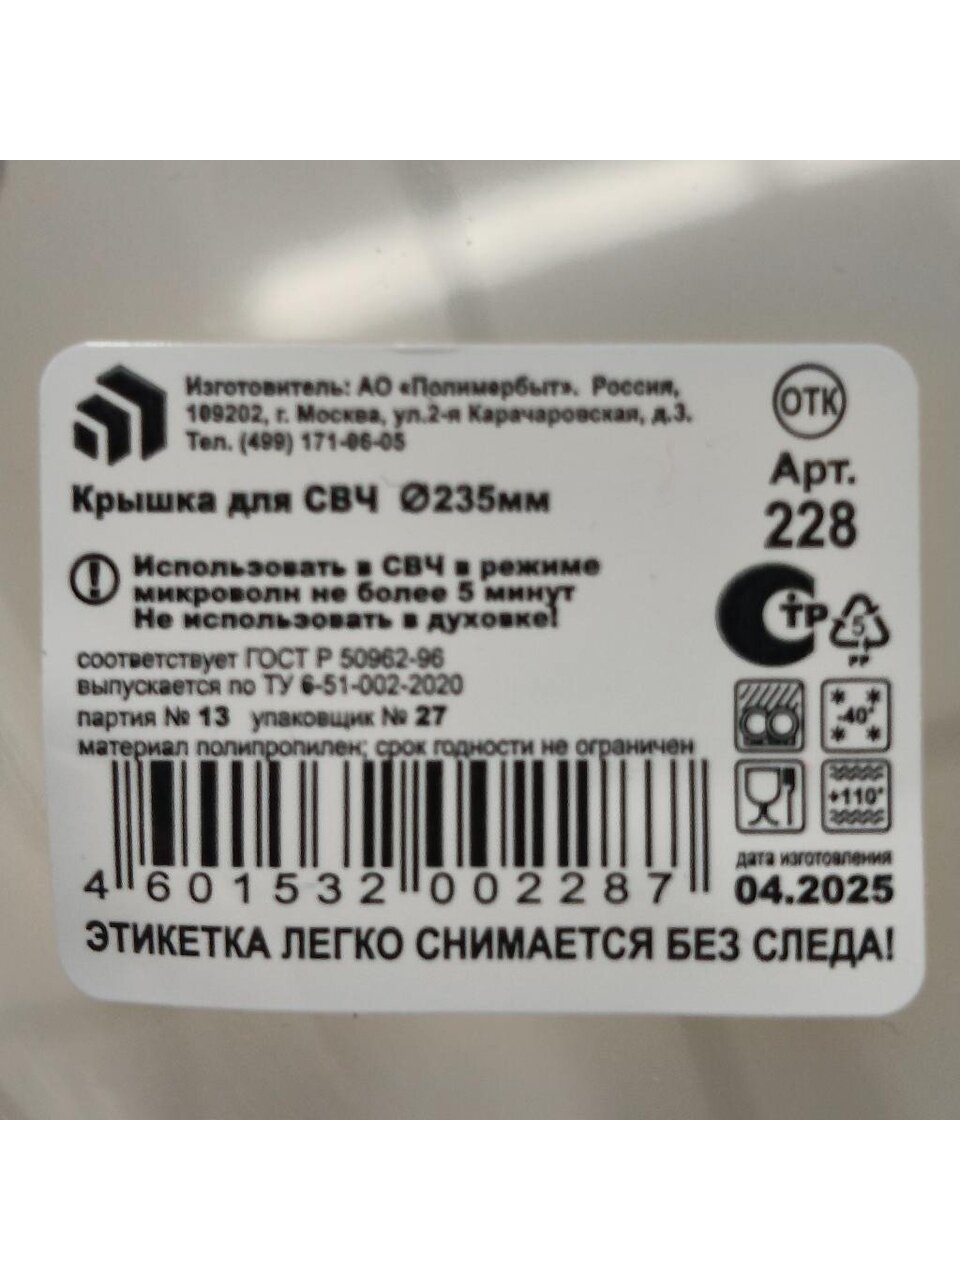 Изготовитель: АО «Полимербыт». Россия,
109202, г. Москва, ул.2-я Карачаровская, д.3.
Тел. (499) 171-06-05
ОТК
Арт.
228
Крышка для СВЧ Ø235мм
! Использовать в СВЧ в режиме
микроволн не более 5 минут
Не использовать в духовке!
тР
5
PP
соответствует ГОСТ Р 50962-96
выпускается по ТУ 6-51-002-2020
партия № 13 упаковщик № 27
материал полипропилен; срок годности не ограничен
-40°
+110°
4 601532 002287
дата изготовления
04.2025
ЭТИКЕТКА ЛЕГКО СНИМАЕТСЯ БЕЗ СЛЕДА!